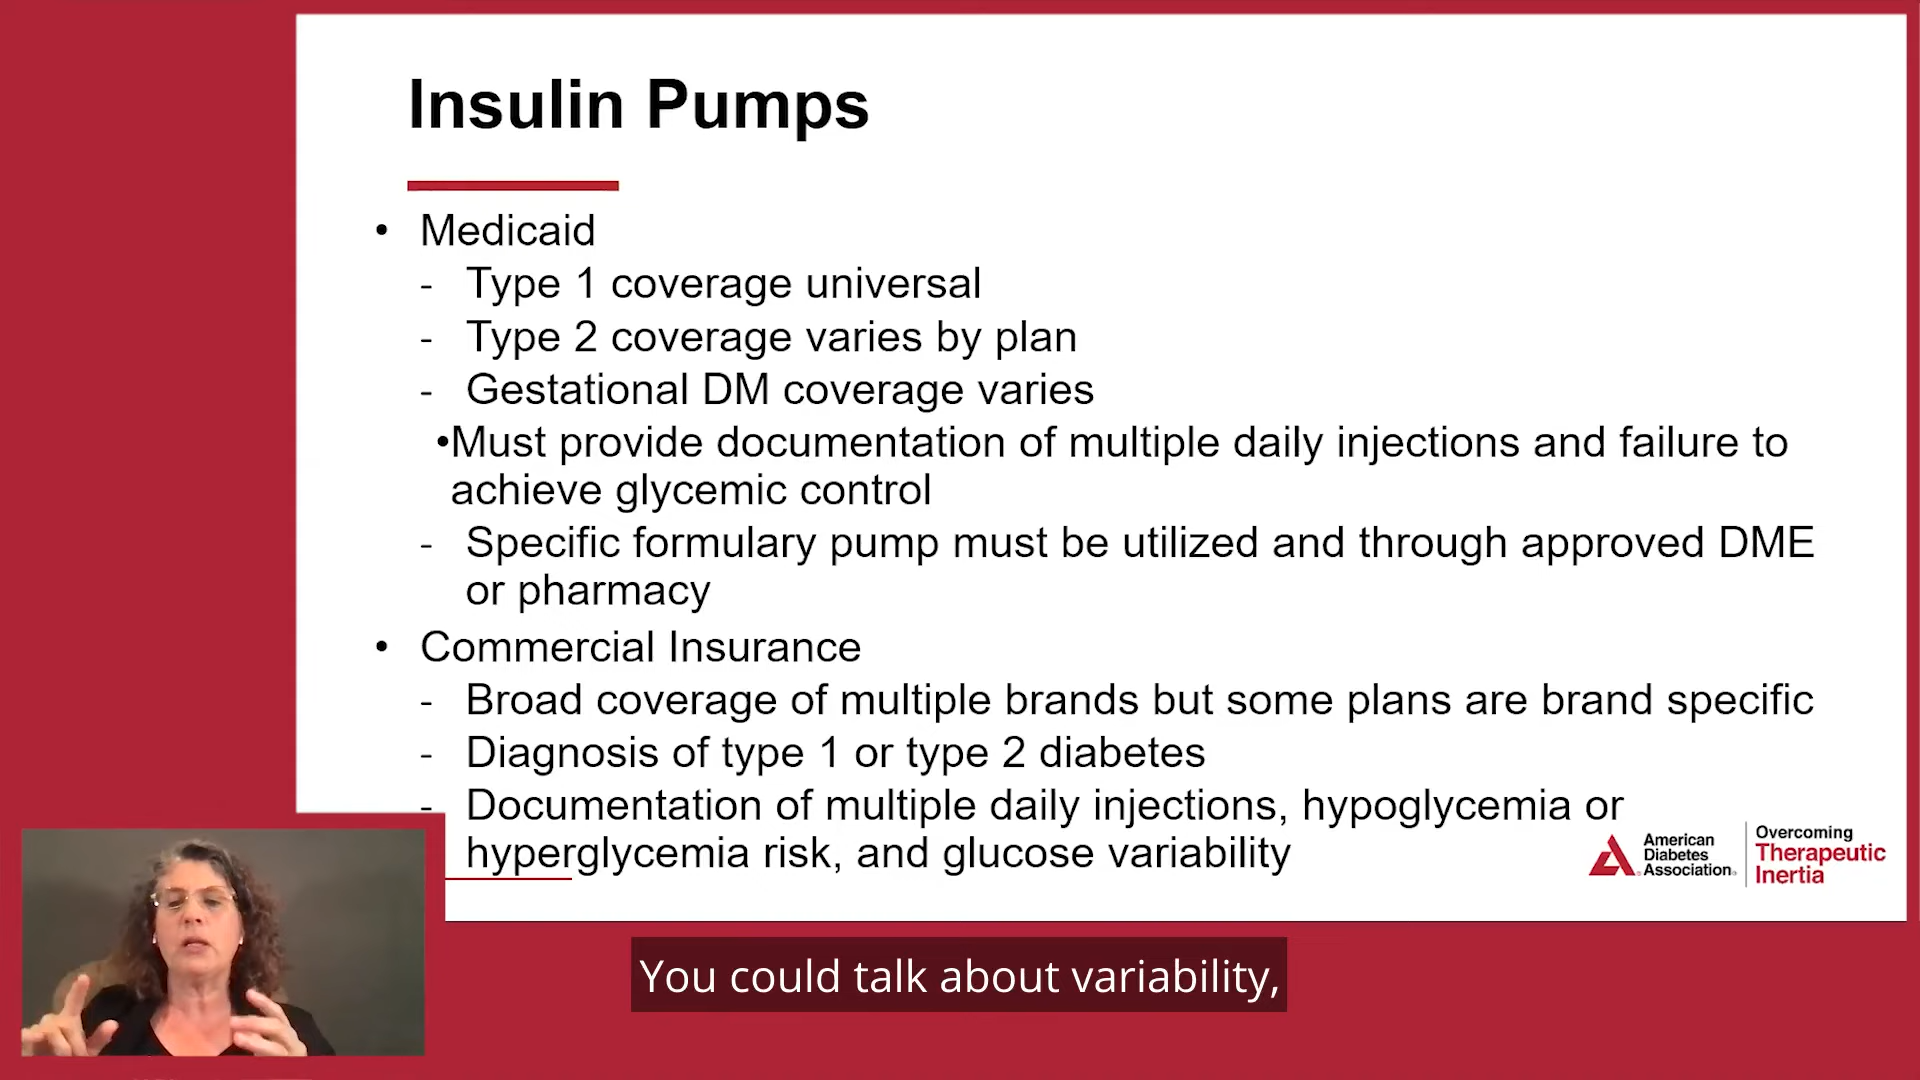 Insulin Pumps
• Medicaid
- Type 1 coverage universal
- Type 2 coverage varies by plan
- Gestational DM coverage varies
•Must provide documentation of multiple daily injections and failure to
achieve glycemic control
- Specific formulary pump must be utilized and through approved DME
or pharmacy
• Commercial Insurance
- Broad coverage of multiple brands but some plans are brand specific
- Diagnosis of type 1 or type 2 diabetes
- Documentation of multiple daily injections, hypoglycemia or
hyperglycemia risk, and glucose variability
American
Diabetes
Association.
Overcoming
Therapeutic
Inertia
You could talk about variability,